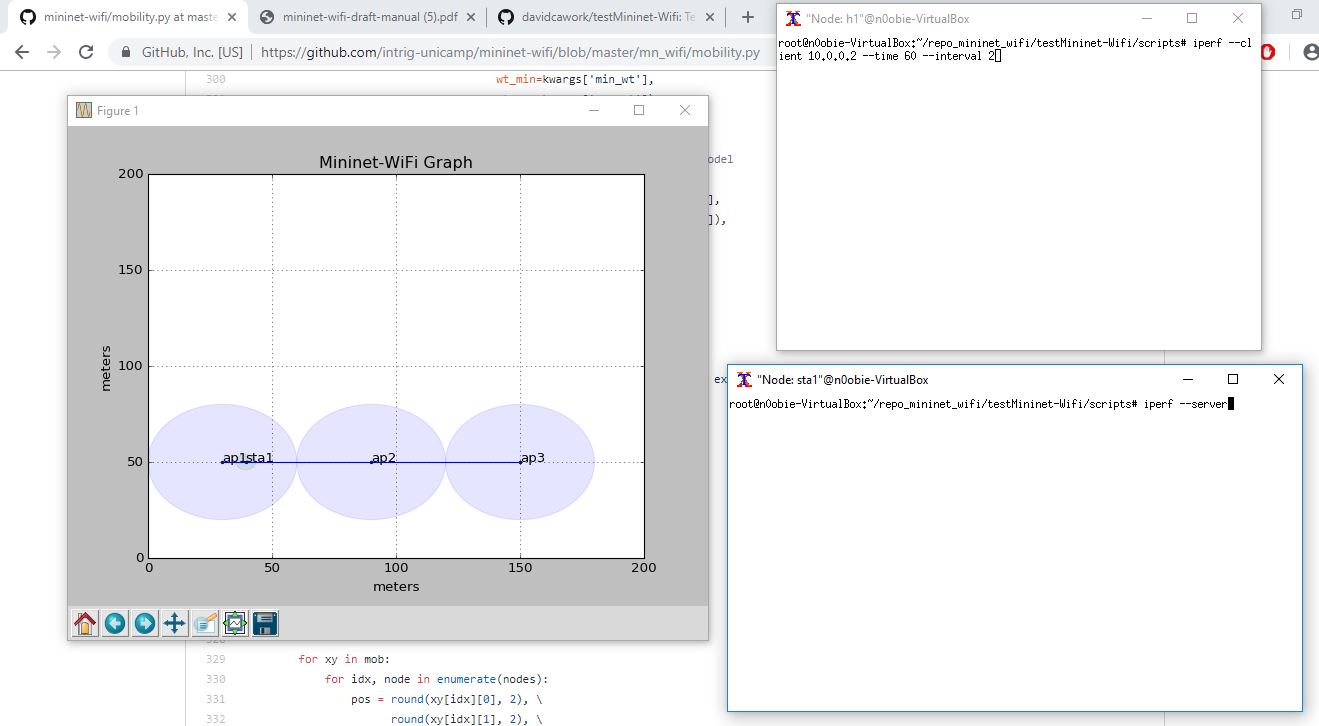 mininet-wifi/mobility.py at maste
mininet-wifi-draft-manual (5).pdf
davidcawork/testMininet-Wifi: Te
GitHub, Inc. [US]
https://github.com/intrig-unicamp/mininet-wifi/blob/master/mn_wifi/mobility.py
300 wt_min=kwargs['min_wt'],
Figure 1
Mininet-WiFi Graph
200
150
100
50
0
meters
ap1
sta1
ap2
ap3
0 50 100 150 200
meters
odel
],
]),
ex
"Node: h1"@n0obie-VirtualBox
root@n0obie-VirtualBox:~/repo_mininet_wifi/testMininet-Wifi/scripts# iperf --cl
ient 10.0.0.2 --time 60 --interval 2
"Node: sta1"@n0obie-VirtualBox
root@n0obie-VirtualBox:~/repo_mininet_wifi/testMininet-Wifi/scripts# iperf --server
329 for xy in mob:
330 for idx, node in enumerate(nodes):
331 pos = round(xy[idx][0], 2), \
332 round(xy[idx][1], 2), \